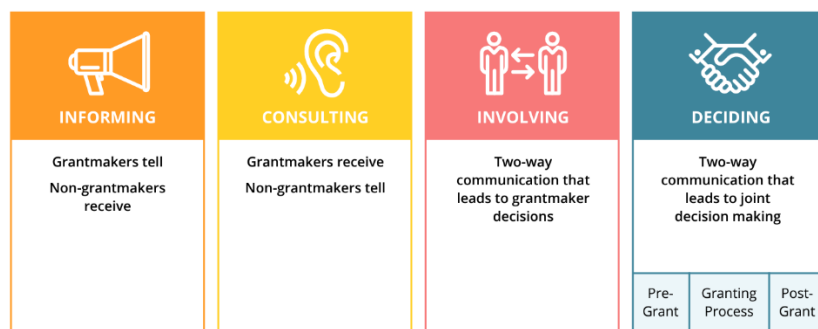 INFORMING
Grantmakers tell
Non-grantmakers
receive
CONSULTING
Grantmakers receive
Non-grantmakers tell
INVOLVING
Two-way
communication that
leads to grantmaker
decisions
DECIDING
Two-way
communication that
leads to joint
decision making
Pre-
Grant
Granting
Process
Post-
Grant